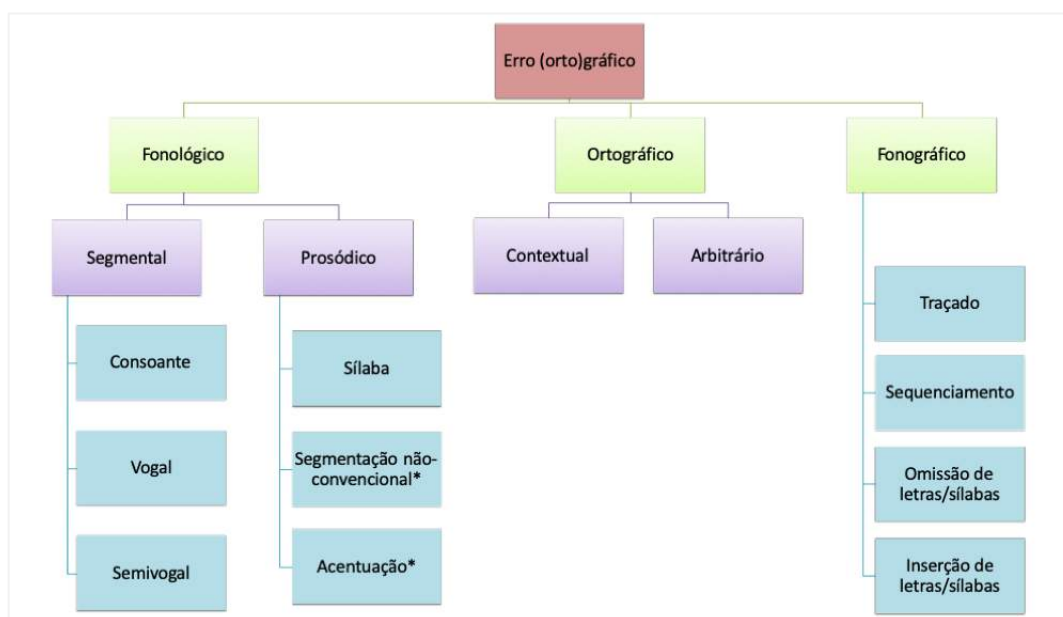 Erro (orto)gráfico
Fonológico
Ortográfico
Fonográfico
Segmental
Prosódico
Contextual
Arbitrário
Consoante
Vogal
Semivogal
Sílaba
Segmentação não-
convencional*
Acentuação*
Traçado
Sequenciamento
Omissão de
letras/sílabas
Inserção de
letras/sílabas